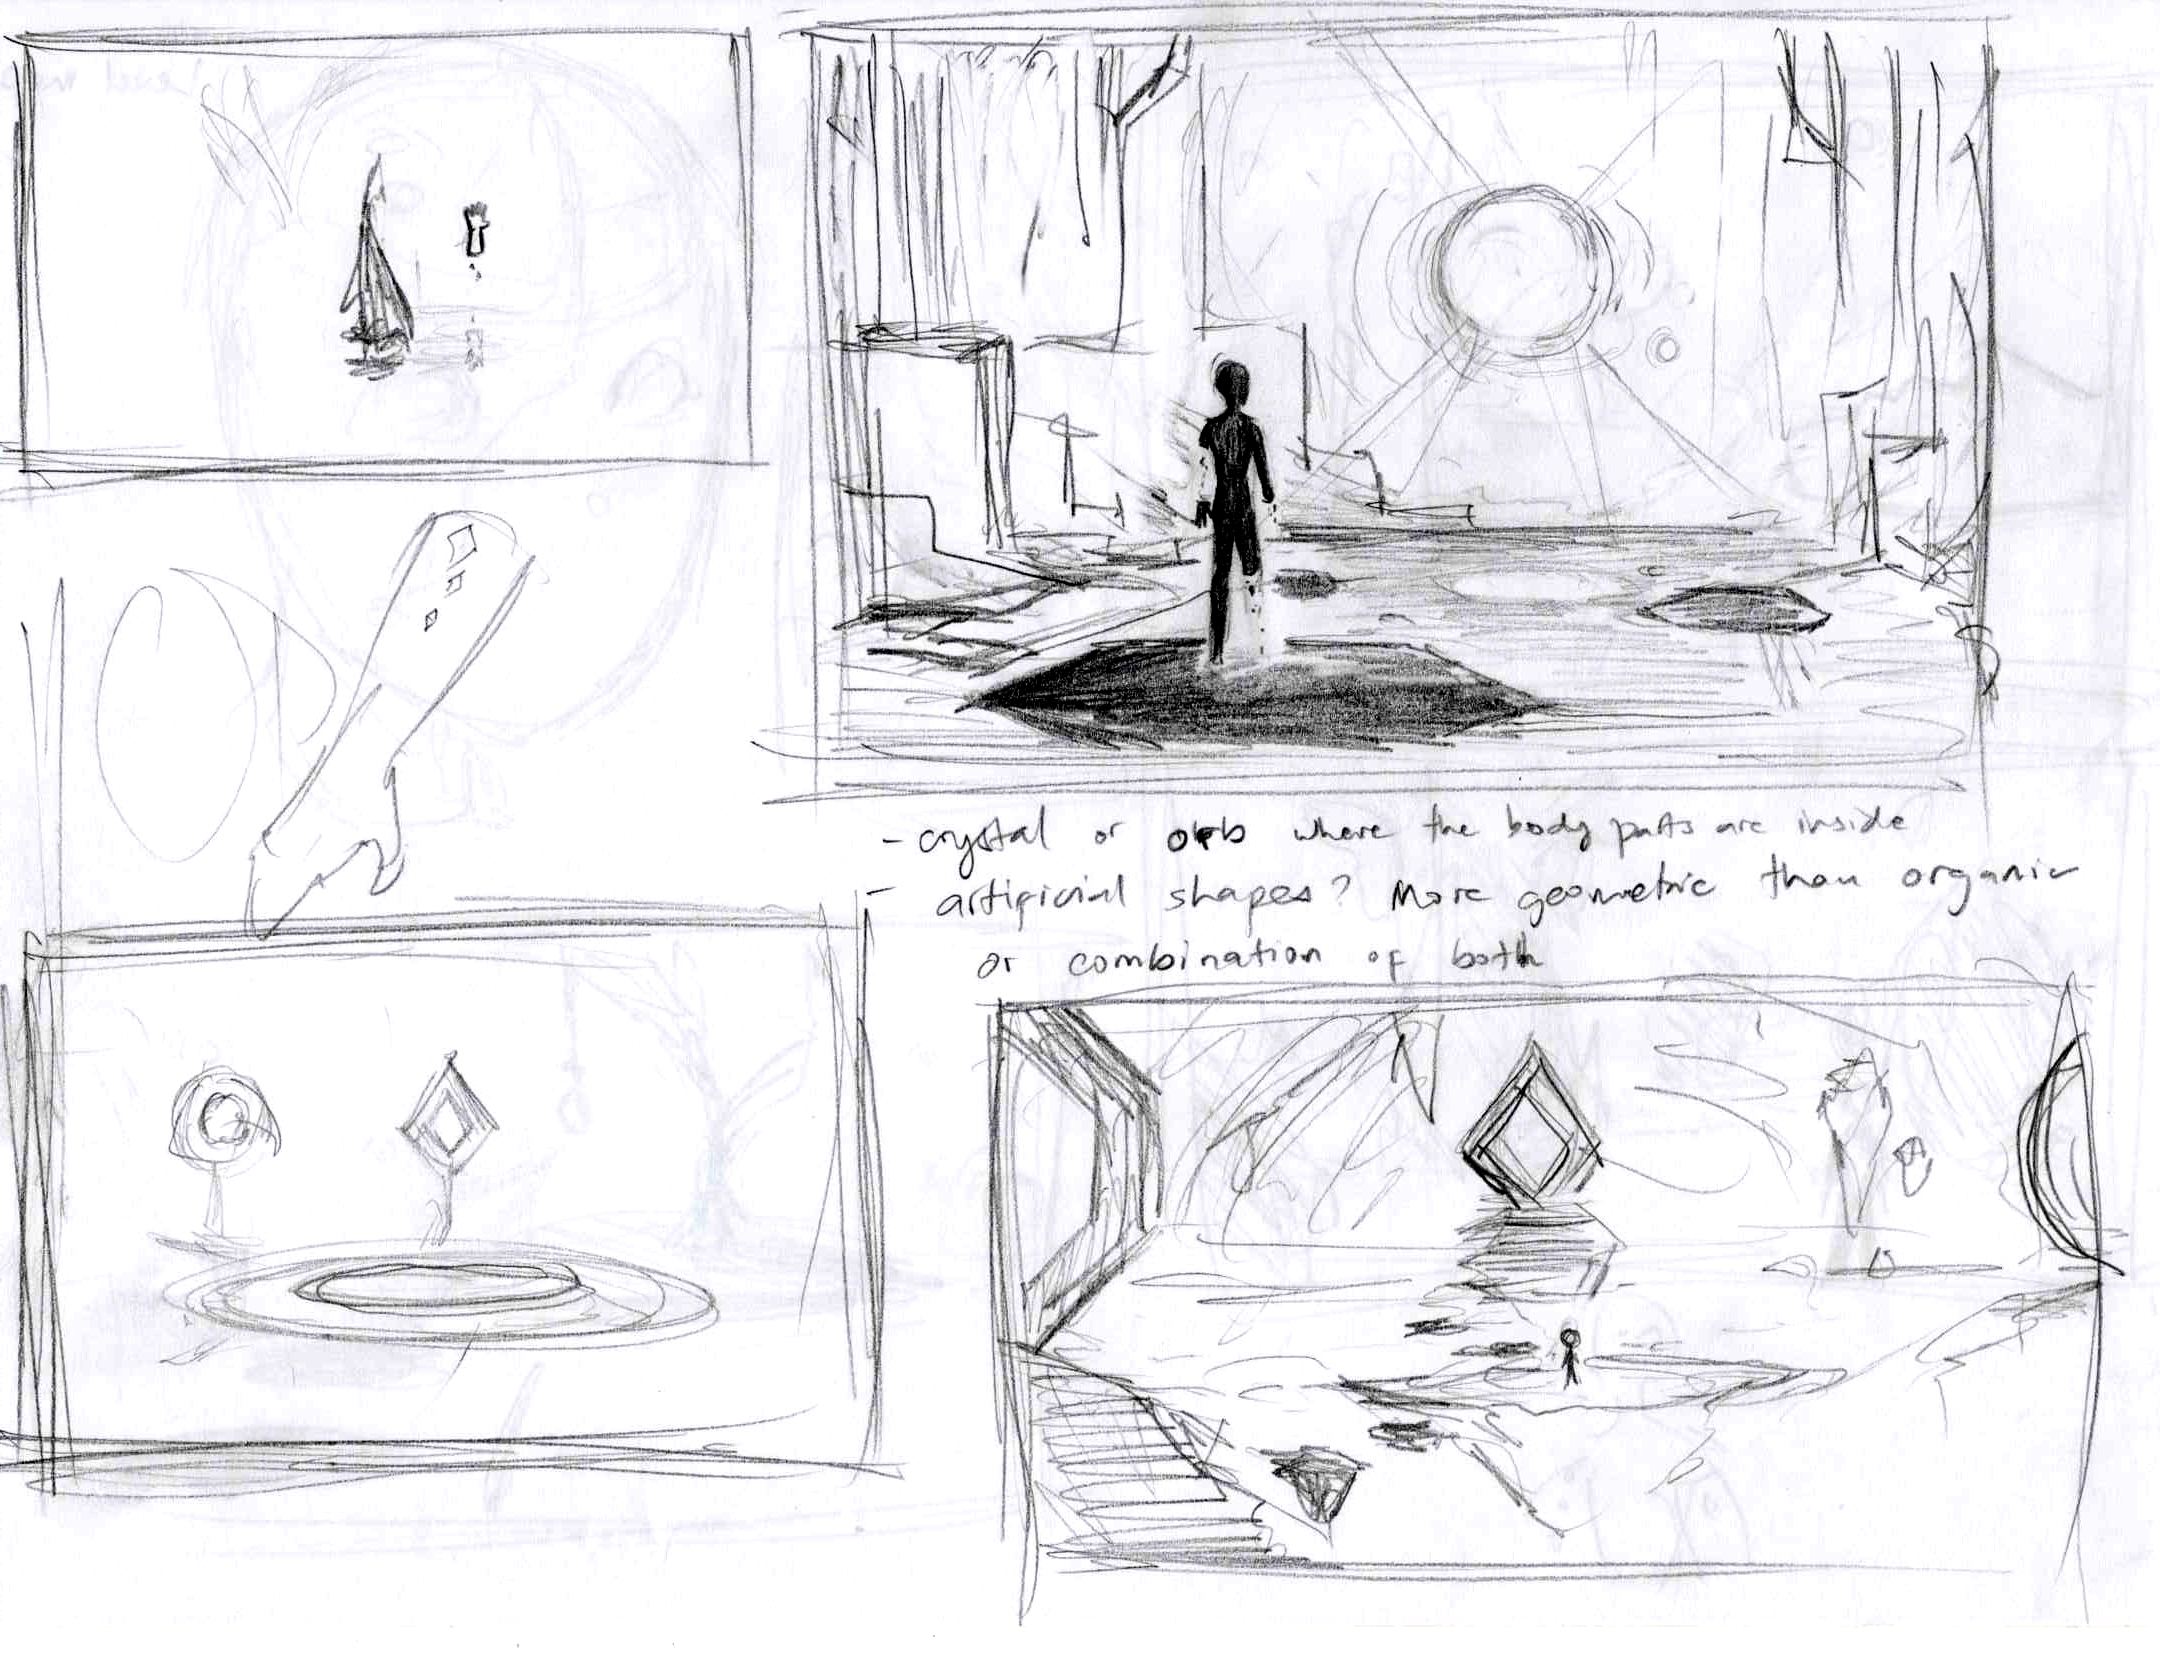 - crystal or orb where the body parts are inside
- artificial shapes? More geometric than organic
or combination of both